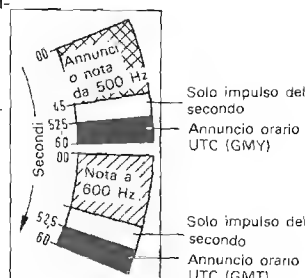 00
Annunci
o nota
da 500 Hz
45
52,5
60
00
Secondi
Nota a
600 Hz
52,5
60
Solo impulso del
secondo
Annuncio orario
UTC (GMY)
Solo impulso del
secondo
Annuncio orario
UTC (GMT)